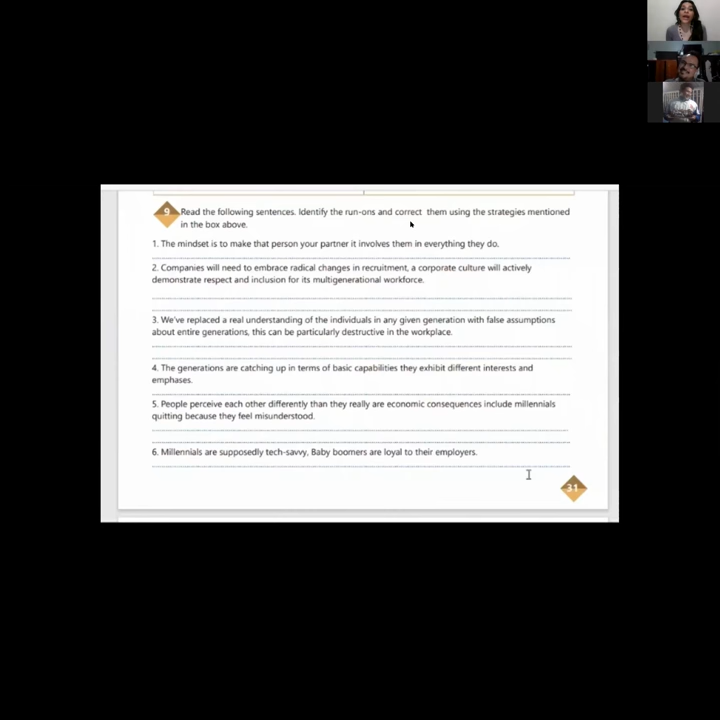 9 Read the following sentences. Identify the run-ons and correct them using the strategies mentioned
in the box above.
1. The mindset is to make that person your partner it involves them in everything they do.
2. Companies will need to embrace radical changes in recruitment, a corporate culture will actively
demonstrate respect and inclusion for its multigenerational workforce.
3. We've replaced a real understanding of the individuals in any given generation with false assumptions
about entire generations, this can be particularly destructive in the workplace.
4. The generations are catching up in terms of basic capabilities they exhibit different interests and
emphases.
5. People perceive each other differently than they really are economic consequences include millennials
quitting because they feel misunderstood.
6. Millennials are supposedly tech-savvy, Baby boomers are loyal to their employers.
31